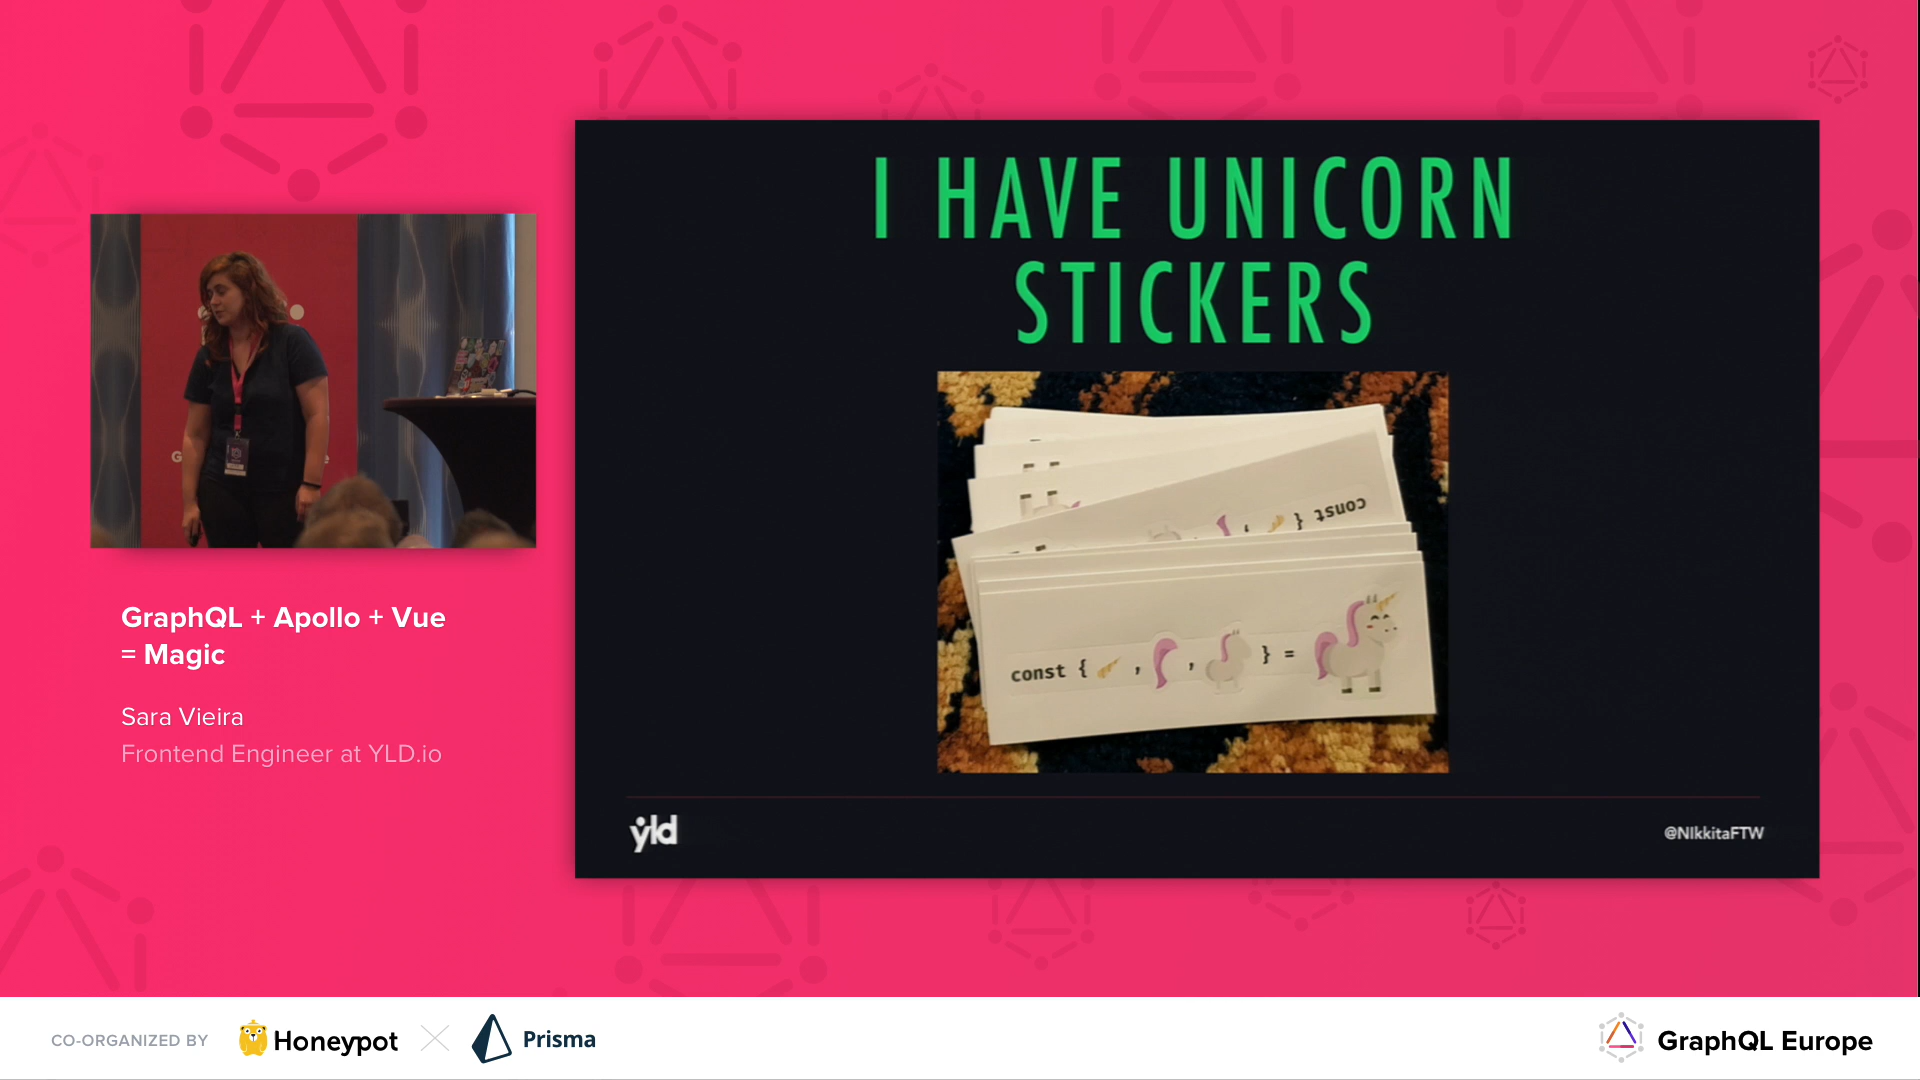 I HAVE UNICORN
STICKERS
const {
const { , , } =
yld
@NIkkitaFTW
GraphQL + Apollo + Vue
= Magic
Sara Vieira
Frontend Engineer at YLD.io
CO-ORGANIZED BY
Honeypot
Prisma
GraphQL Europe